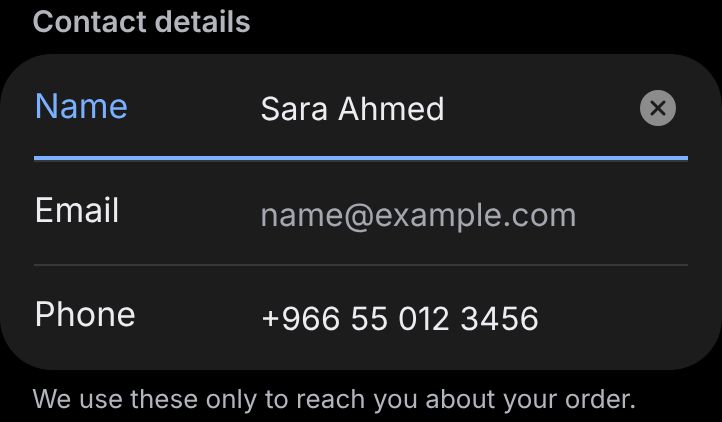 Contact details
Name Sara Ahmed
Email name@example.com
Phone +966 55 012 3456
We use these only to reach you about your order.